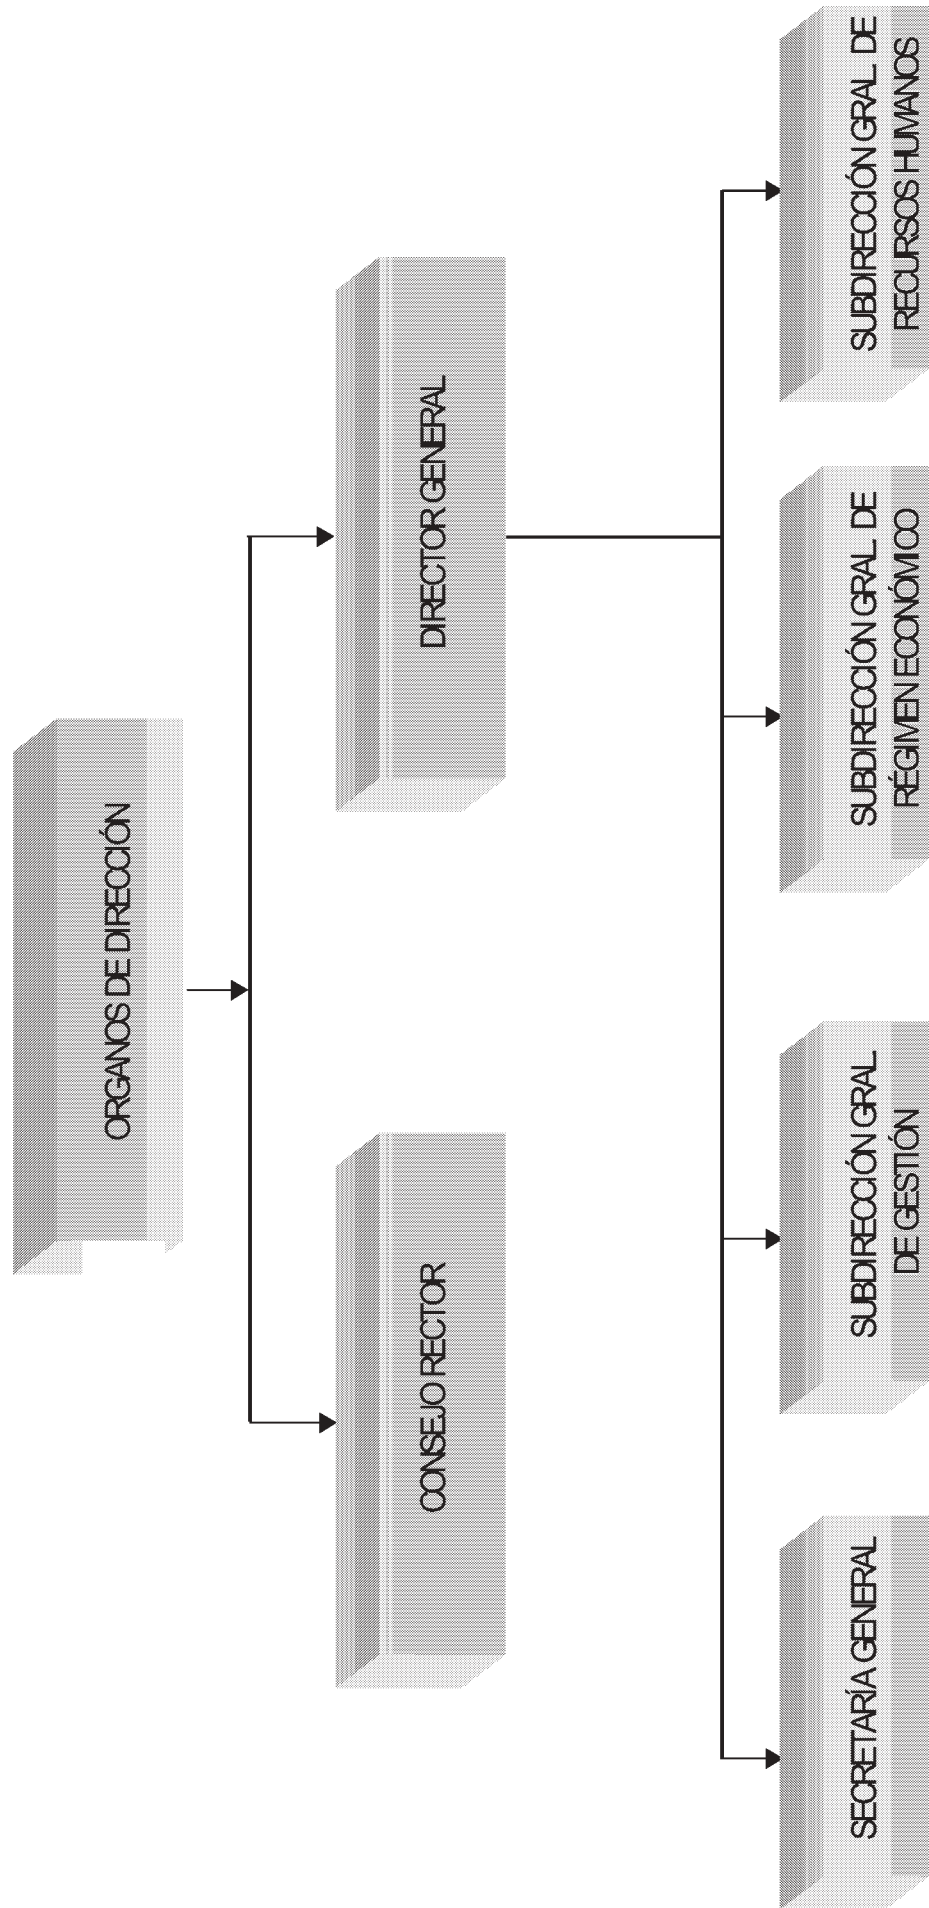 ORGANOS DE DIRECCIÓN
CONSEJO RECTOR
DIRECTOR GENERAL
SECRETARÍA GENERAL
SUBDIRECCIÓN GRAL
DE GESTIÓN
SUBDIRECCIÓN GRAL DE
RÉGIMEN ECONÓMICO
SUBDIRECCIÓN GRAL DE
RECURSOS HUMANOS